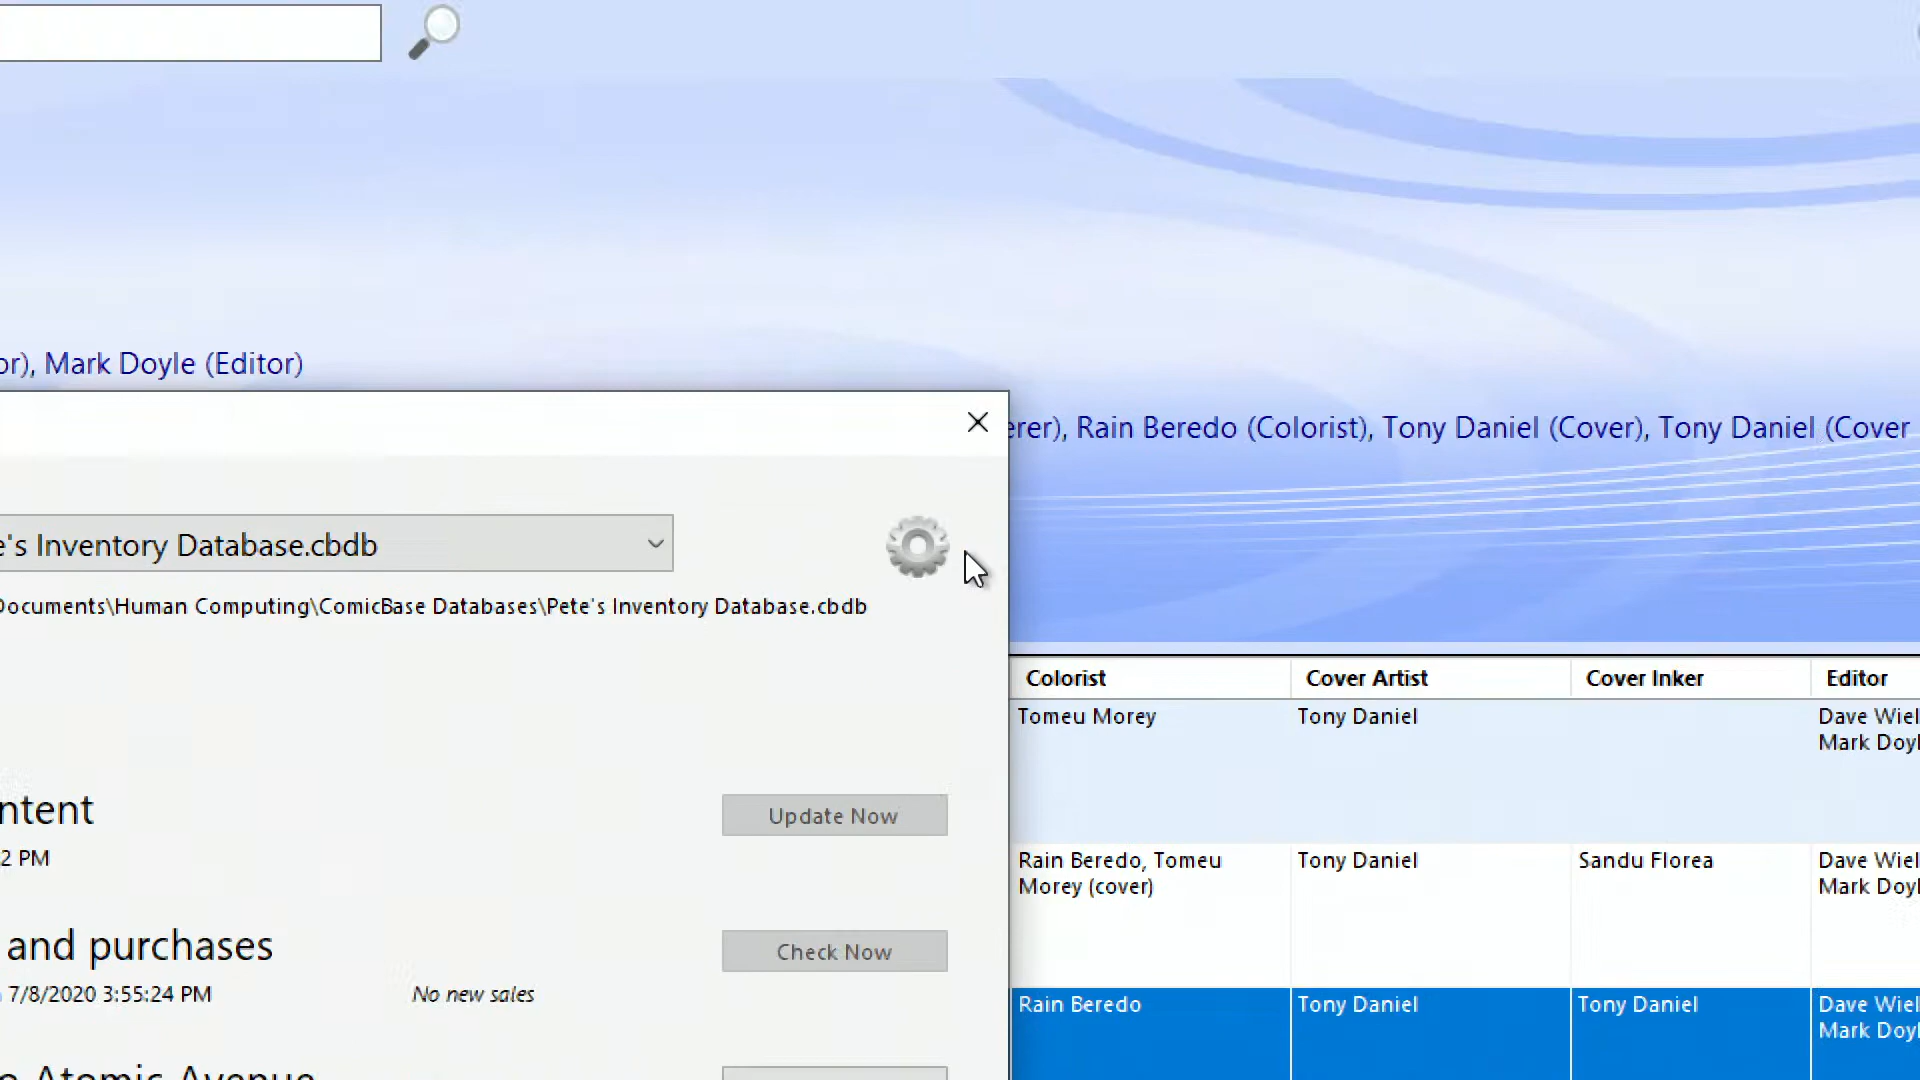 or), Mark Doyle (Editor)
erer), Rain Beredo (Colorist), Tony Daniel (Cover), Tony Daniel (Cover
e's Inventory Database.cbdb
Documents\Human Computing\ComicBase Databases\Pete's Inventory Database.cbdb
Colorist Cover Artist Cover Inker Editor
Tomeu Morey Tony Daniel Dave Wiel
Mark Doyl
ntent Update Now
2 PM
Rain Beredo, Tomeu Tony Daniel Sandu Florea Dave Wiel
Morey (cover) Mark Doyl
and purchases Check Now
7/8/2020 3:55:24 PM No new sales
Rain Beredo Tony Daniel Tony Daniel Dave Wiel
Mark Doyl
o Atomic Avenue